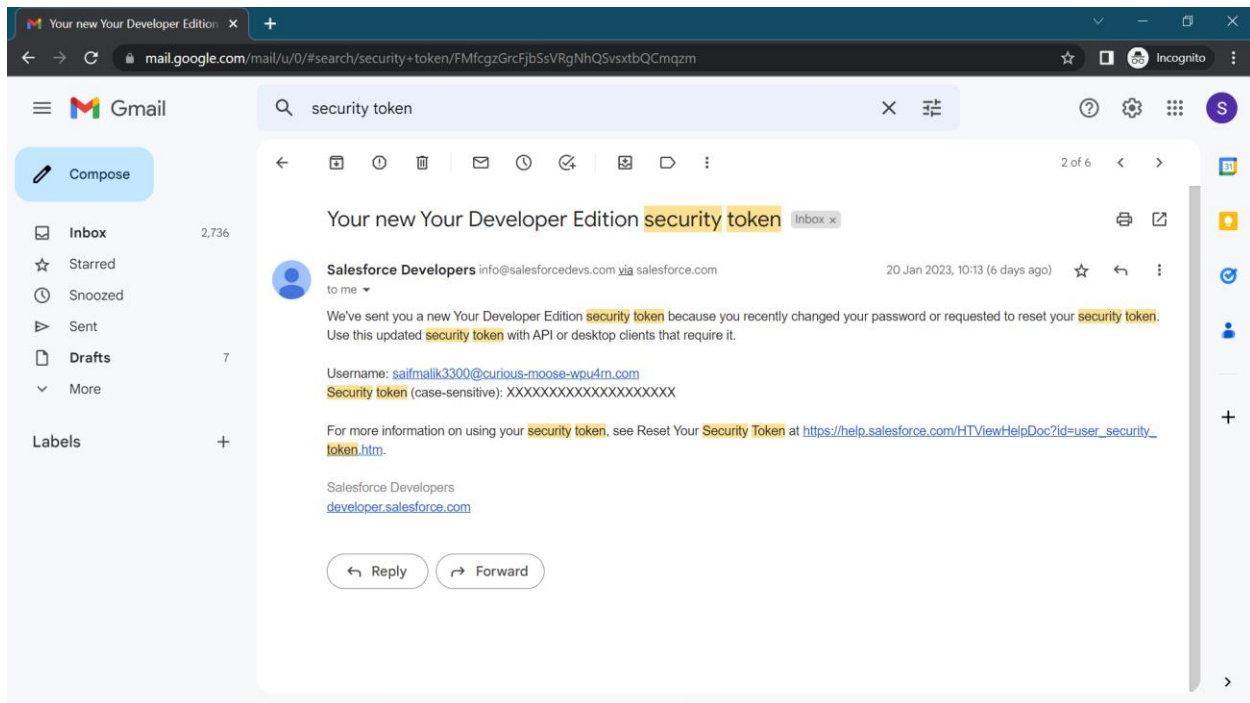 Your new Your Developer Edition
mail.google.com/mail/u/0/#search/security+token/FMfcgzGrcFjbSsVRgNhQSvsxtbQCmqzm
Incognito
Gmail
security token
S
Compose
2 of 6
31
Your new Your Developer Edition security token Inbox x
Inbox 2,736
Starred
Salesforce Developers info@salesforcedevs.com via salesforce.com 20 Jan 2023, 10:13 (6 days ago)
to me
Snoozed
We've sent you a new Your Developer Edition security token because you recently changed your password or requested to reset your security token.
Sent
Use this updated security token with API or desktop clients that require it.
Drafts 7
Username: saifmalik3300@curious-moose-wpu4rn.com
More
Security token (case-sensitive): XXXXXXXXXXXXXXXXXXXX
For more information on using your security token, see Reset Your Security Token at https://help.salesforce.com/HTViewHelpDoc?id=user_security_
Labels
token.htm.
Salesforce Developers
developer.salesforce.com
Reply Forward